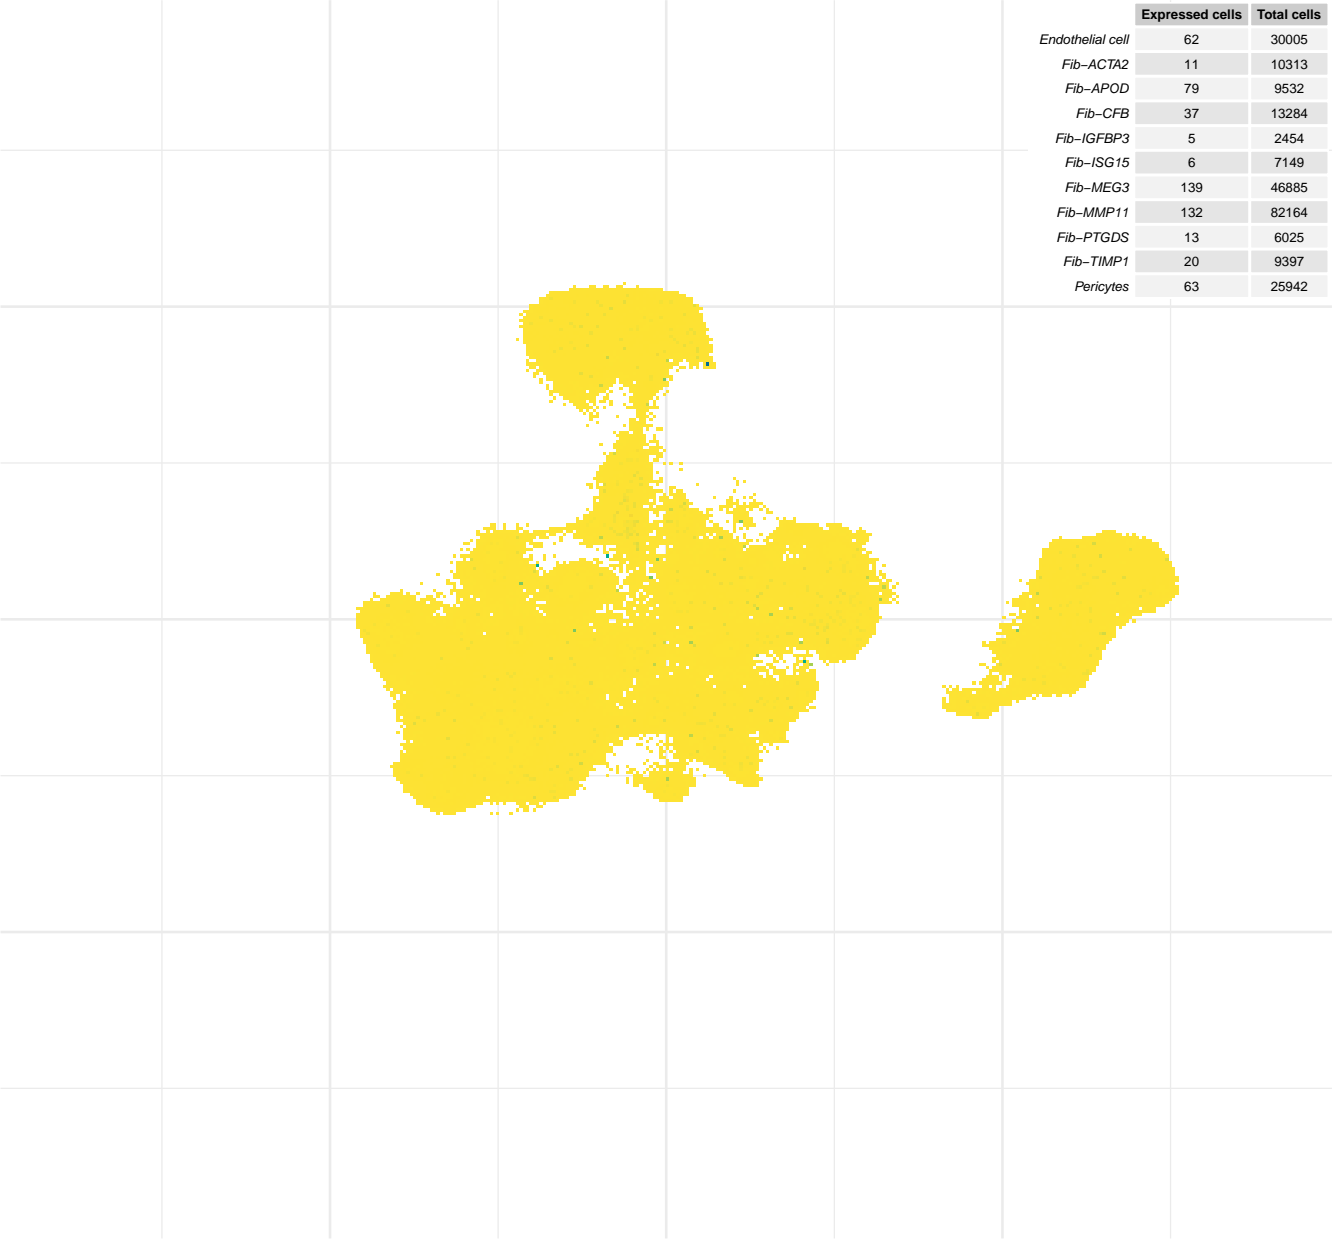 Expressed cells Total cells
Endothelial cell 62 30005
Fib−ACTA2 11 10313
Fib−APOD 79 9532
Fib−CFB 37 13284
Fib−IGFBP3 5 2454
Fib−ISG15 6 7149
Fib−MEG3 139 46885
Fib−MMP11 132 82164
Fib−PTGDS 13 6025
Fib−TIMP1 20 9397
Pericytes 63 25942